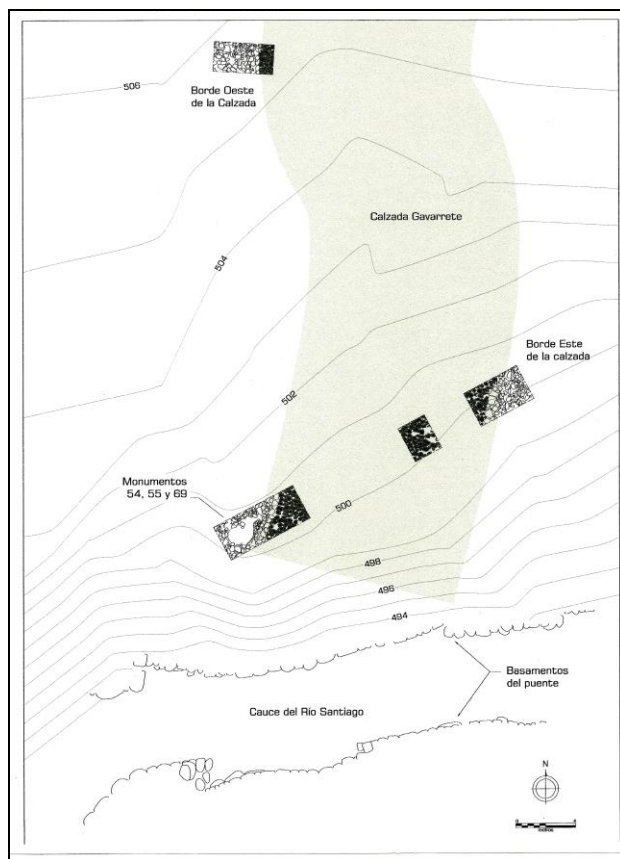 506
Borde Oeste
de la Calzada
Calzada Gavarrete
504
Borde Este
de la calzada
502
Monumentos
54, 55 y 69
500
498
496
494
Basamentos
del puente
Cauce del Río Santiago
N
metros